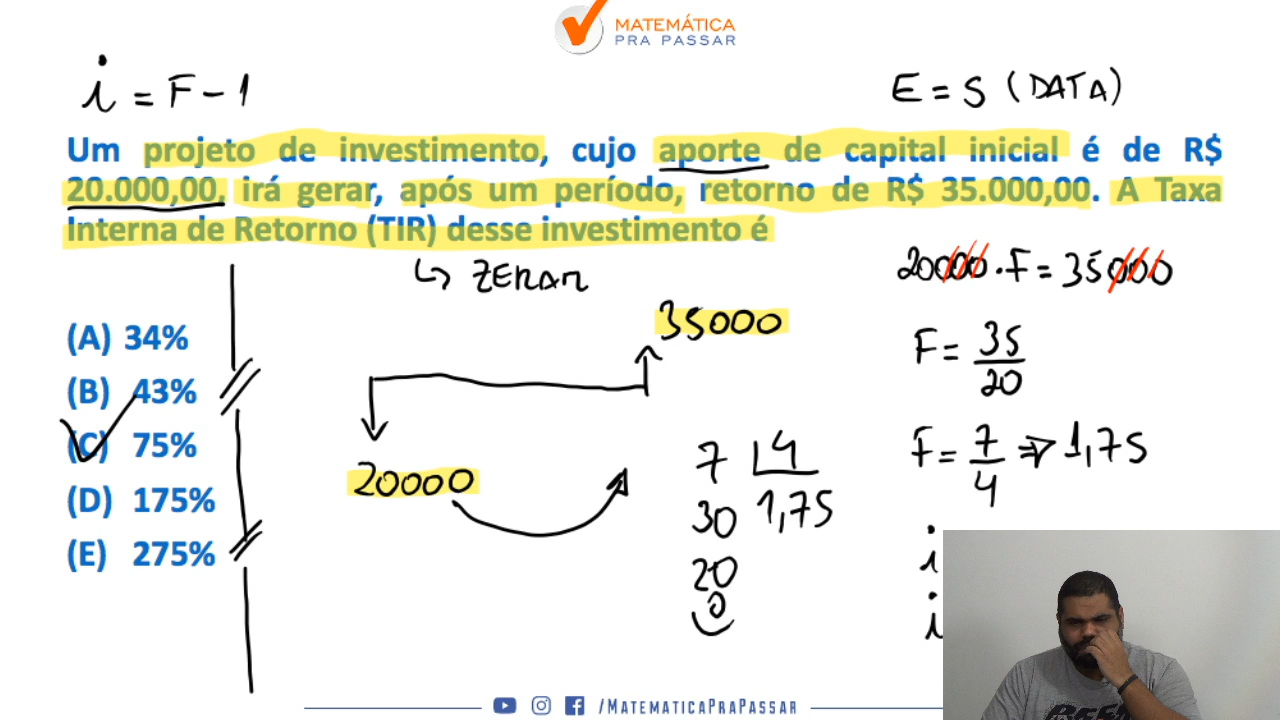 MATEMÁTICA
PRA PASSAR
i = F - 1
E = S (DATA)
Um projeto de investimento, cujo aporte de capital inicial é de R$
20.000,00, irá gerar, após um período, retorno de R$ 35.000,00. A Taxa
Interna de Retorno (TIR) desse investimento é
↳ ZERAR
20000 . F = 35000
(A) 34%
(B) 43%
(C) 75%
(D) 175%
(E) 275%
35000
20000
F = 35/20
F = 7/4 ⇒ 1,75
7 4
30 1,75
20
0
i
i
/MATEMATICAPRAPASSAR